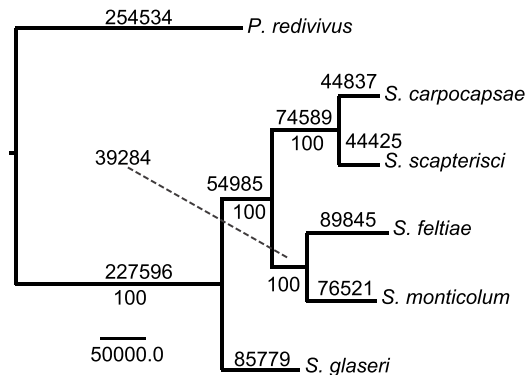 254534
P. redivivus
44837
S. carpocapsae
74589
100
44425
S. scapterisci
39284
54985
100
89845
S. feltiae
227596
100
100
76521
S. monticolum
50000.0
85779
S. glaseri